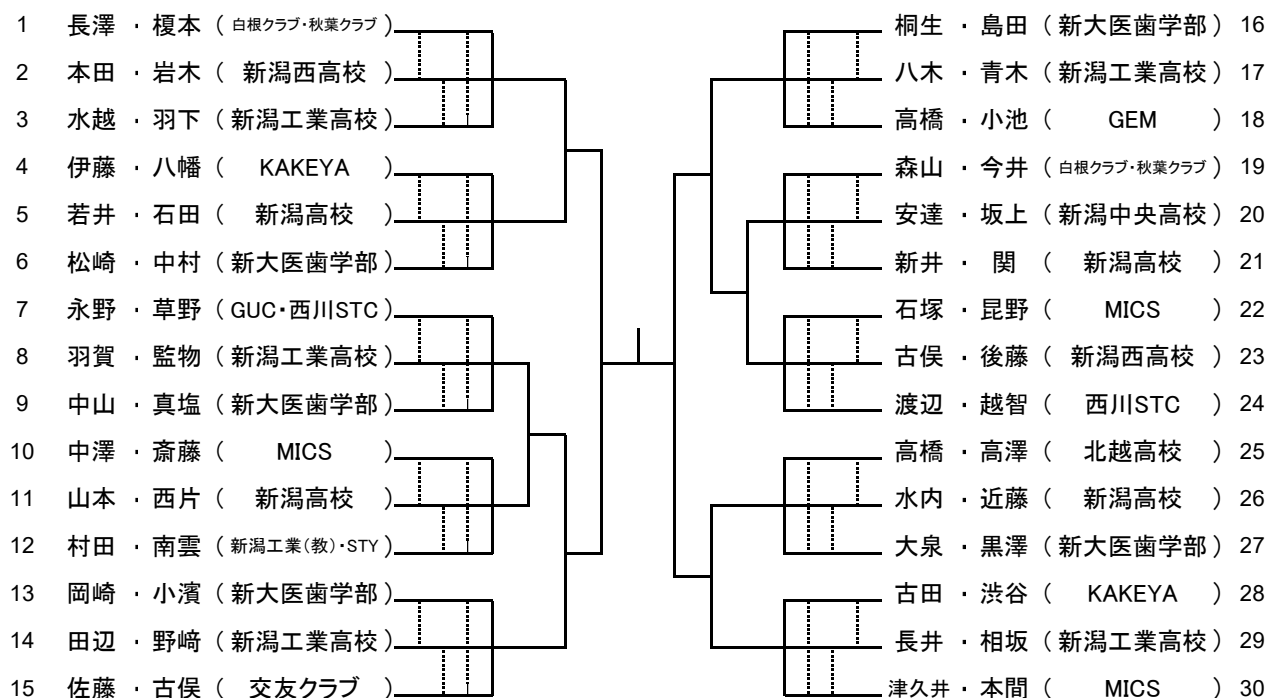 1 長澤 ・ 榎本 ( 白根クラブ・秋葉クラブ )
2 本田 ・ 岩木 ( 新潟西高校 )
3 水越 ・ 羽下 ( 新潟工業高校 )
4 伊藤 ・ 八幡 ( KAKEYA )
5 若井 ・ 石田 ( 新潟高校 )
6 松崎 ・ 中村 ( 新大医歯学部 )
7 永野 ・ 草野 ( GUC・西川STC )
8 羽賀 ・ 監物 ( 新潟工業高校 )
9 中山 ・ 真塩 ( 新大医歯学部 )
10 中澤 ・ 斎藤 ( MICS )
11 山本 ・ 西片 ( 新潟高校 )
12 村田 ・ 南雲 ( 新潟工業(教)・STY )
13 岡崎 ・ 小濱 ( 新大医歯学部 )
14 田辺 ・ 野﨑 ( 新潟工業高校 )
15 佐藤 ・ 古俣 ( 交友クラブ )
桐生 ・ 島田 ( 新大医歯学部 ) 16
八木 ・ 青木 ( 新潟工業高校 ) 17
高橋 ・ 小池 ( GEM ) 18
森山 ・ 今井 ( 白根クラブ・秋葉クラブ ) 19
安達 ・ 坂上 ( 新潟中央高校 ) 20
新井 ・ 関 ( 新潟高校 ) 21
石塚 ・ 昆野 ( MICS ) 22
古俣 ・ 後藤 ( 新潟西高校 ) 23
渡辺 ・ 越智 ( 西川STC ) 24
高橋 ・ 高澤 ( 北越高校 ) 25
水内 ・ 近藤 ( 新潟高校 ) 26
大泉 ・ 黒澤 ( 新大医歯学部 ) 27
古田 ・ 渋谷 ( KAKEYA ) 28
長井 ・ 相坂 ( 新潟工業高校 ) 29
津久井 ・ 本間 ( MICS ) 30